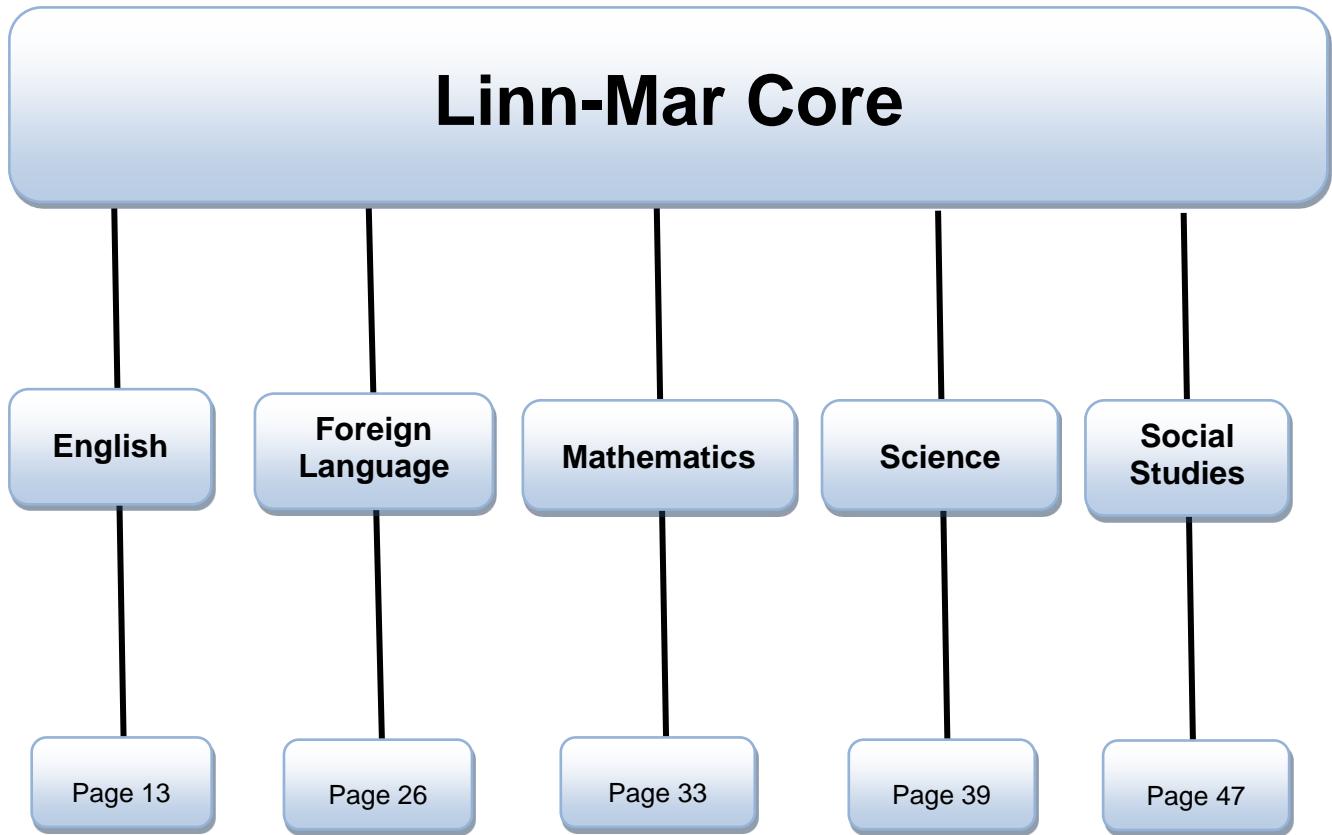 Linn-Mar Core
English
Foreign
Language
Mathematics
Science
Social
Studies
Page 13
Page 26
Page 33
Page 39
Page 47